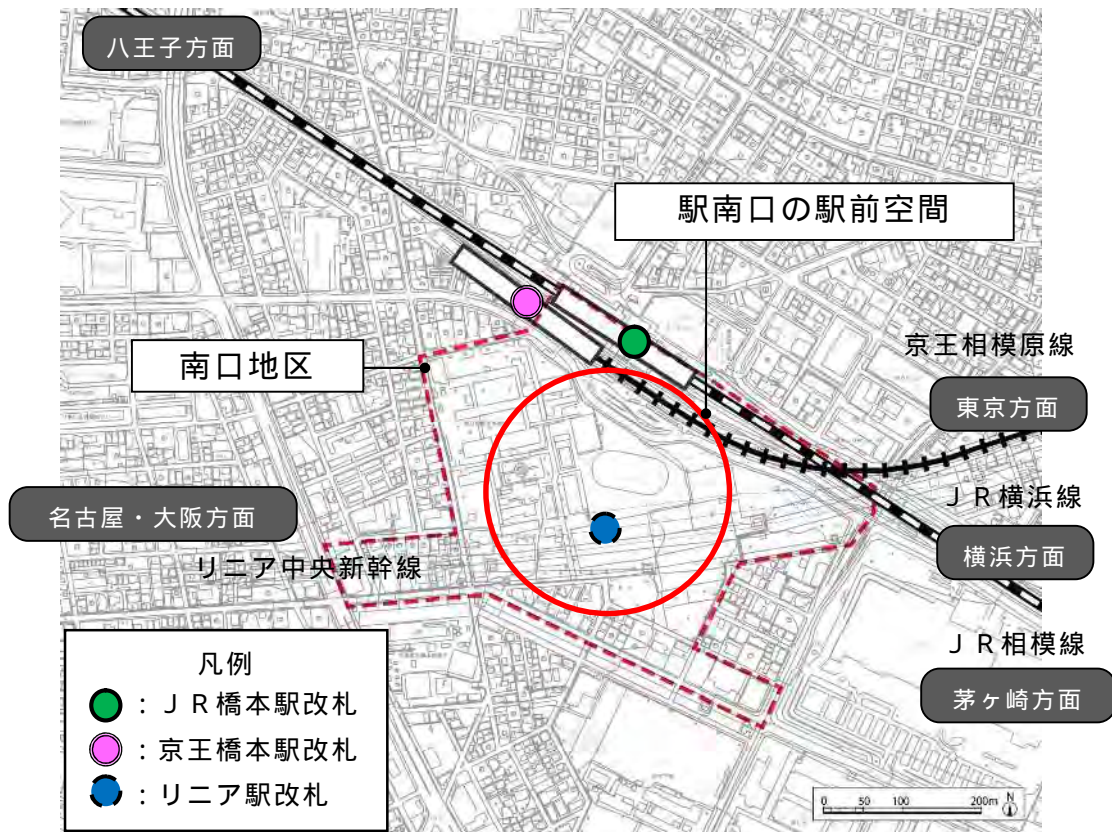 八王子方面
駅南口の駅前空間
京王相模原線
南口地区
東京方面
ＪＲ横浜線
名古屋・大阪方面
横浜方面
リニア中央新幹線
ＪＲ相模線
茅ヶ崎方面
凡例
：ＪＲ橋本駅改札
：京王橋本駅改札
：リニア駅改札
0 50 100 200m N